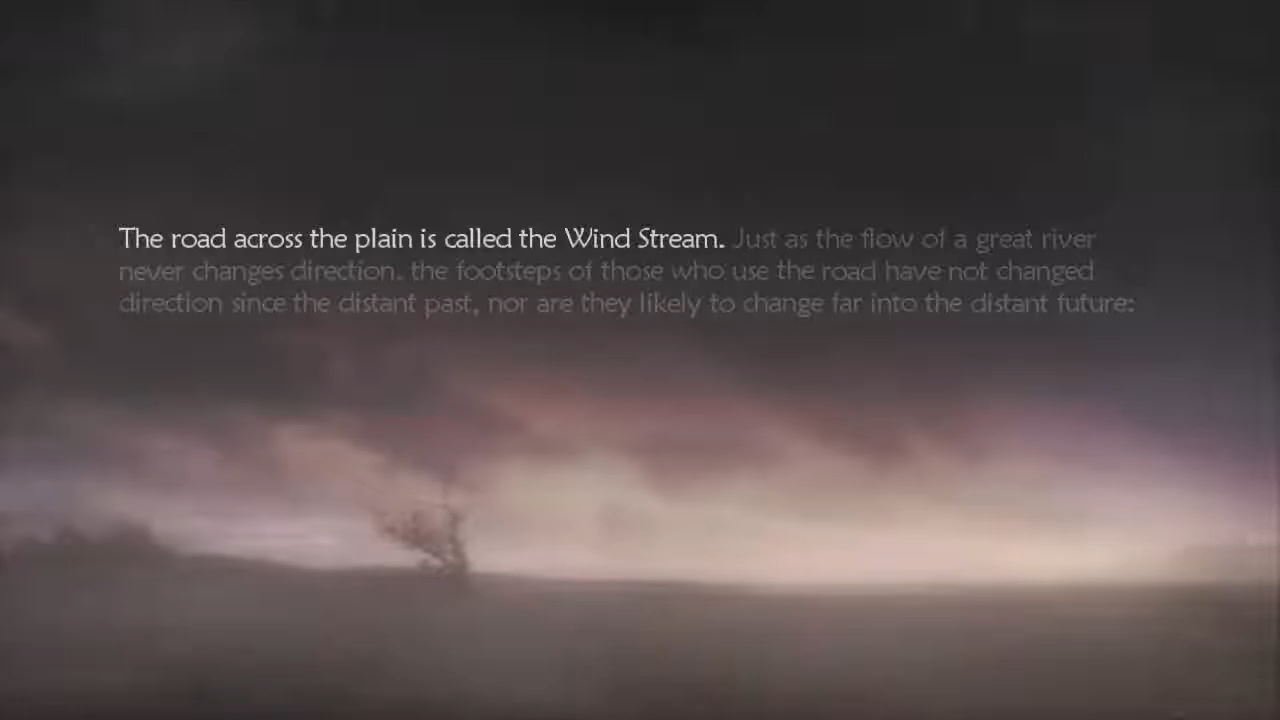 The road across the plain is called the Wind Stream. Just as the flow of a great river
never changes direction. the footsteps of those who use the road have not changed
direction since the distant past, nor are they likely to change far into the distant future: